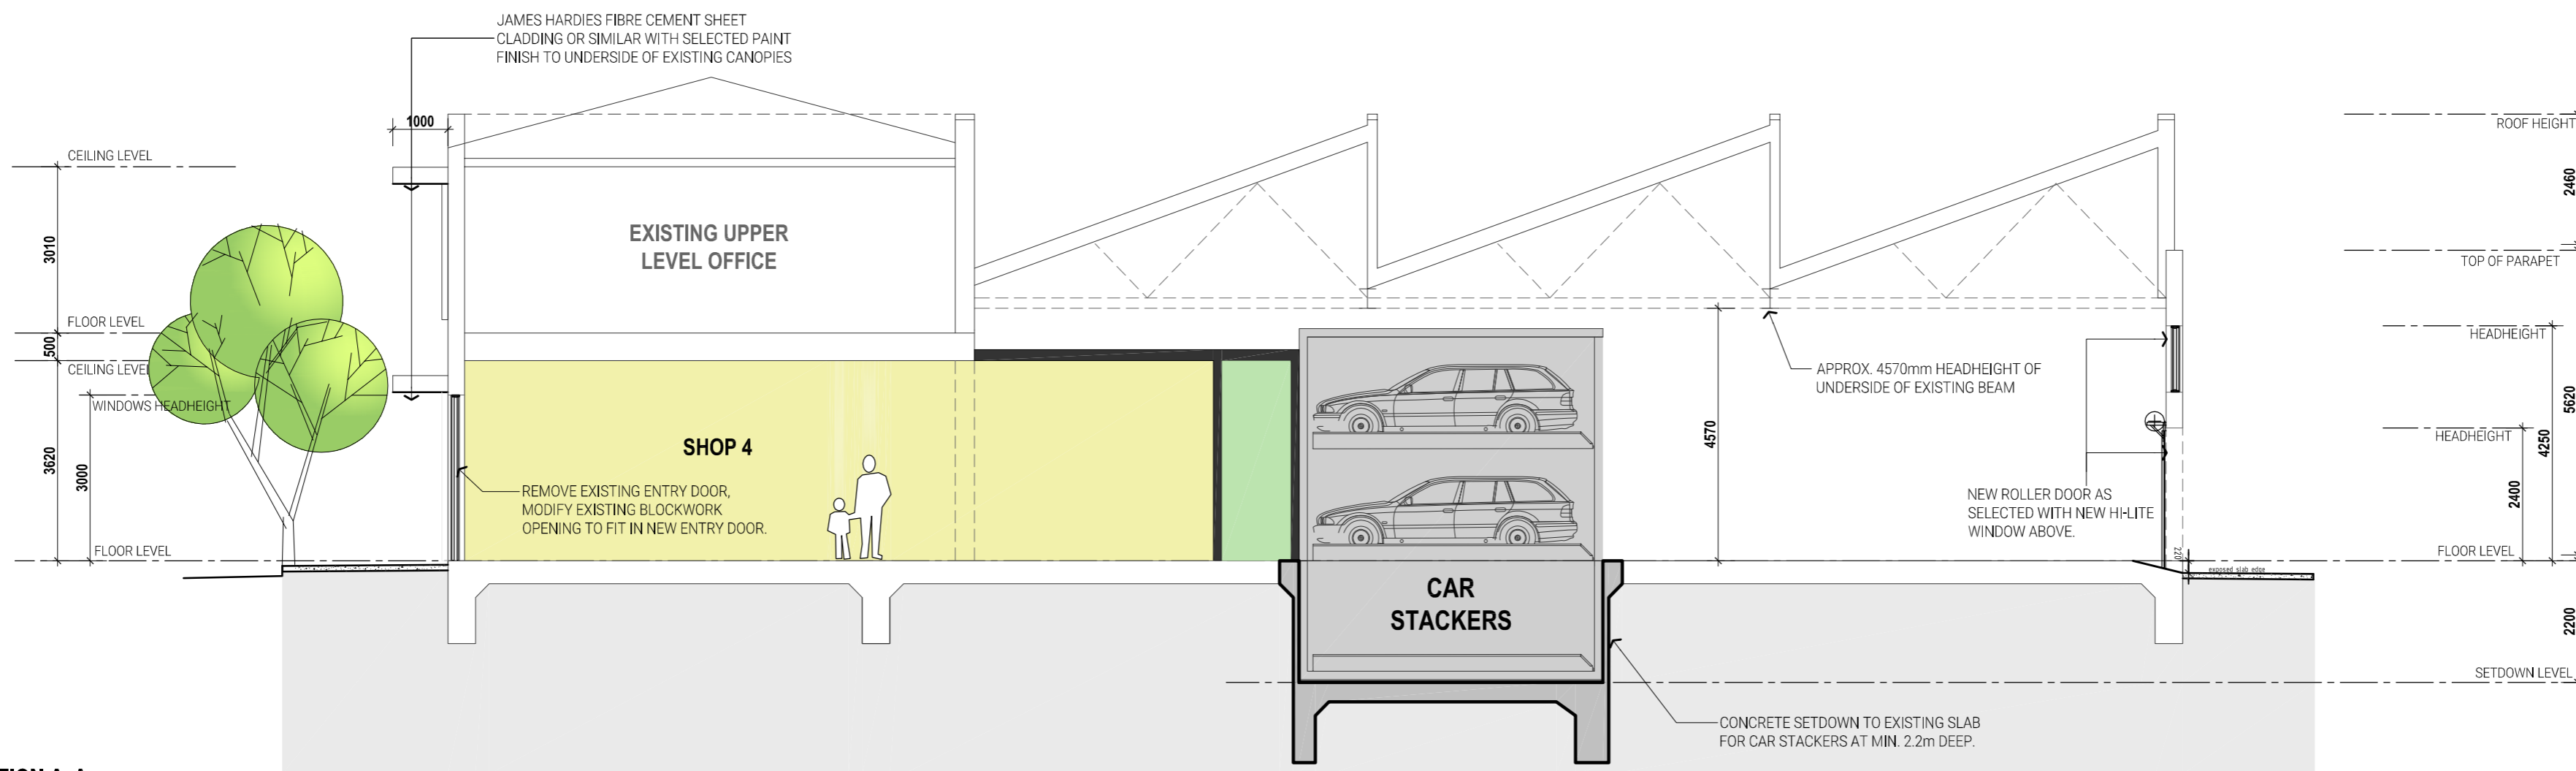 JAMES HARDIES FIBRE CEMENT SHEET
CLADDING OR SIMILAR WITH SELECTED PAINT
FINISH TO UNDERSIDE OF EXISTING CANOPIES
1000
CEILING LEVEL
3010
FLOOR LEVEL
500
CEILING LEVEL
WINDOWS HEADHEIGHT
3620
3000
FLOOR LEVEL
EXISTING UPPER
LEVEL OFFICE
SHOP 4
REMOVE EXISTING ENTRY DOOR,
MODIFY EXISTING BLOCKWORK
OPENING TO FIT IN NEW ENTRY DOOR.
CAR
STACKERS
4570
APPROX. 4570mm HEADHEIGHT OF
UNDERSIDE OF EXISTING BEAM
NEW ROLLER DOOR AS
SELECTED WITH NEW HI-LITE
WINDOW ABOVE.
CONCRETE SETDOWN TO EXISTING SLAB
FOR CAR STACKERS AT MIN. 2.2m DEEP.
ROOF HEIGHT
2460
TOP OF PARAPET
HEADHEIGHT
5620
4250
HEADHEIGHT
2400
FLOOR LEVEL
220
exposed slab edge
2200
SETDOWN LEVEL